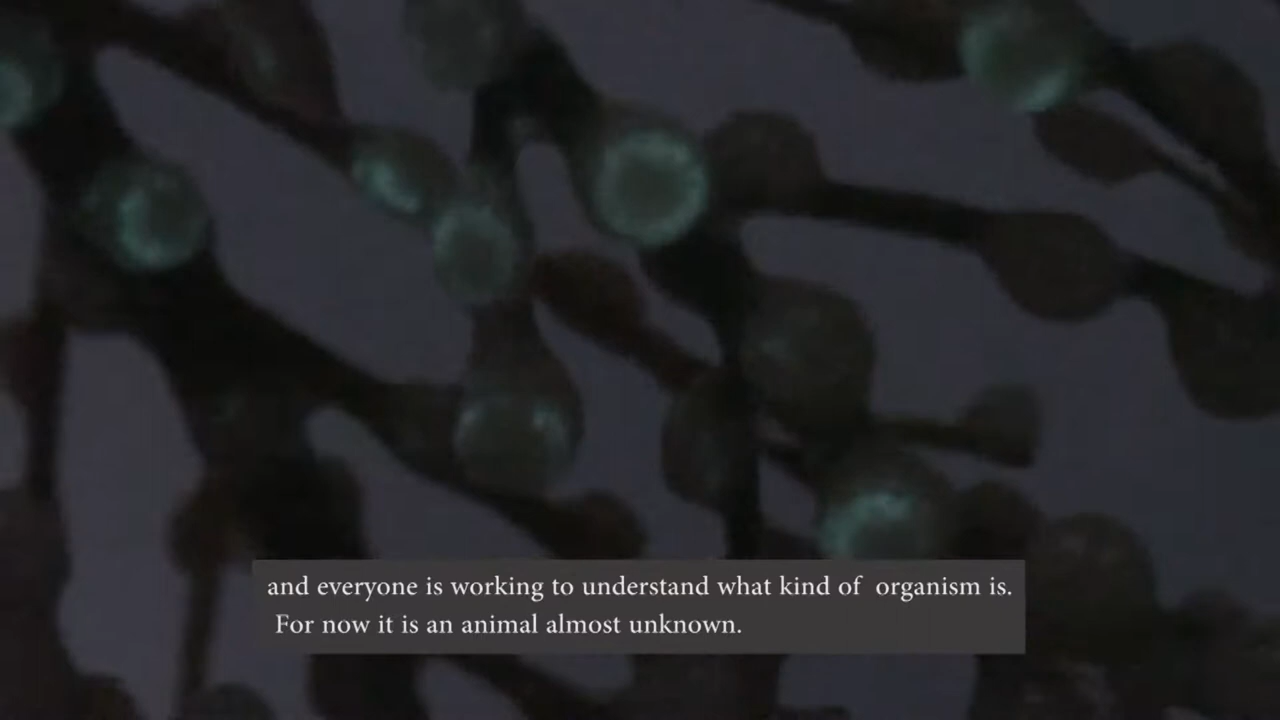 and everyone is working to understand what kind of  organism is.
For now it is an animal almost unknown.